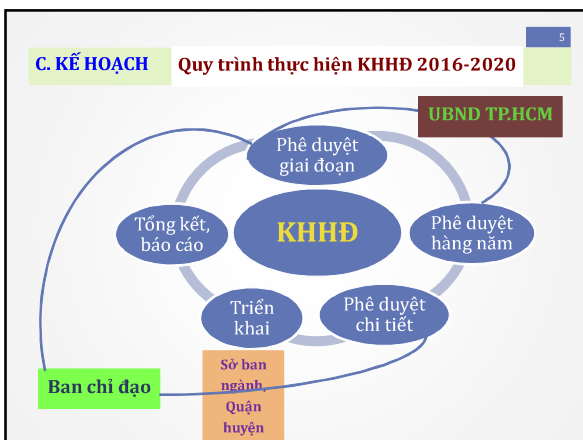 5
C. KẾ HOẠCH
Quy trình thực hiện KHHĐ 2016-2020
UBND TP.HCM
Phê duyệt
giai đoạn
Tổng kết,
báo cáo
KHHĐ
Phê duyệt
hàng năm
Triển
khai
Phê duyệt
chi tiết
Ban chỉ đạo
Sở ban
ngành,
Quận
huyện